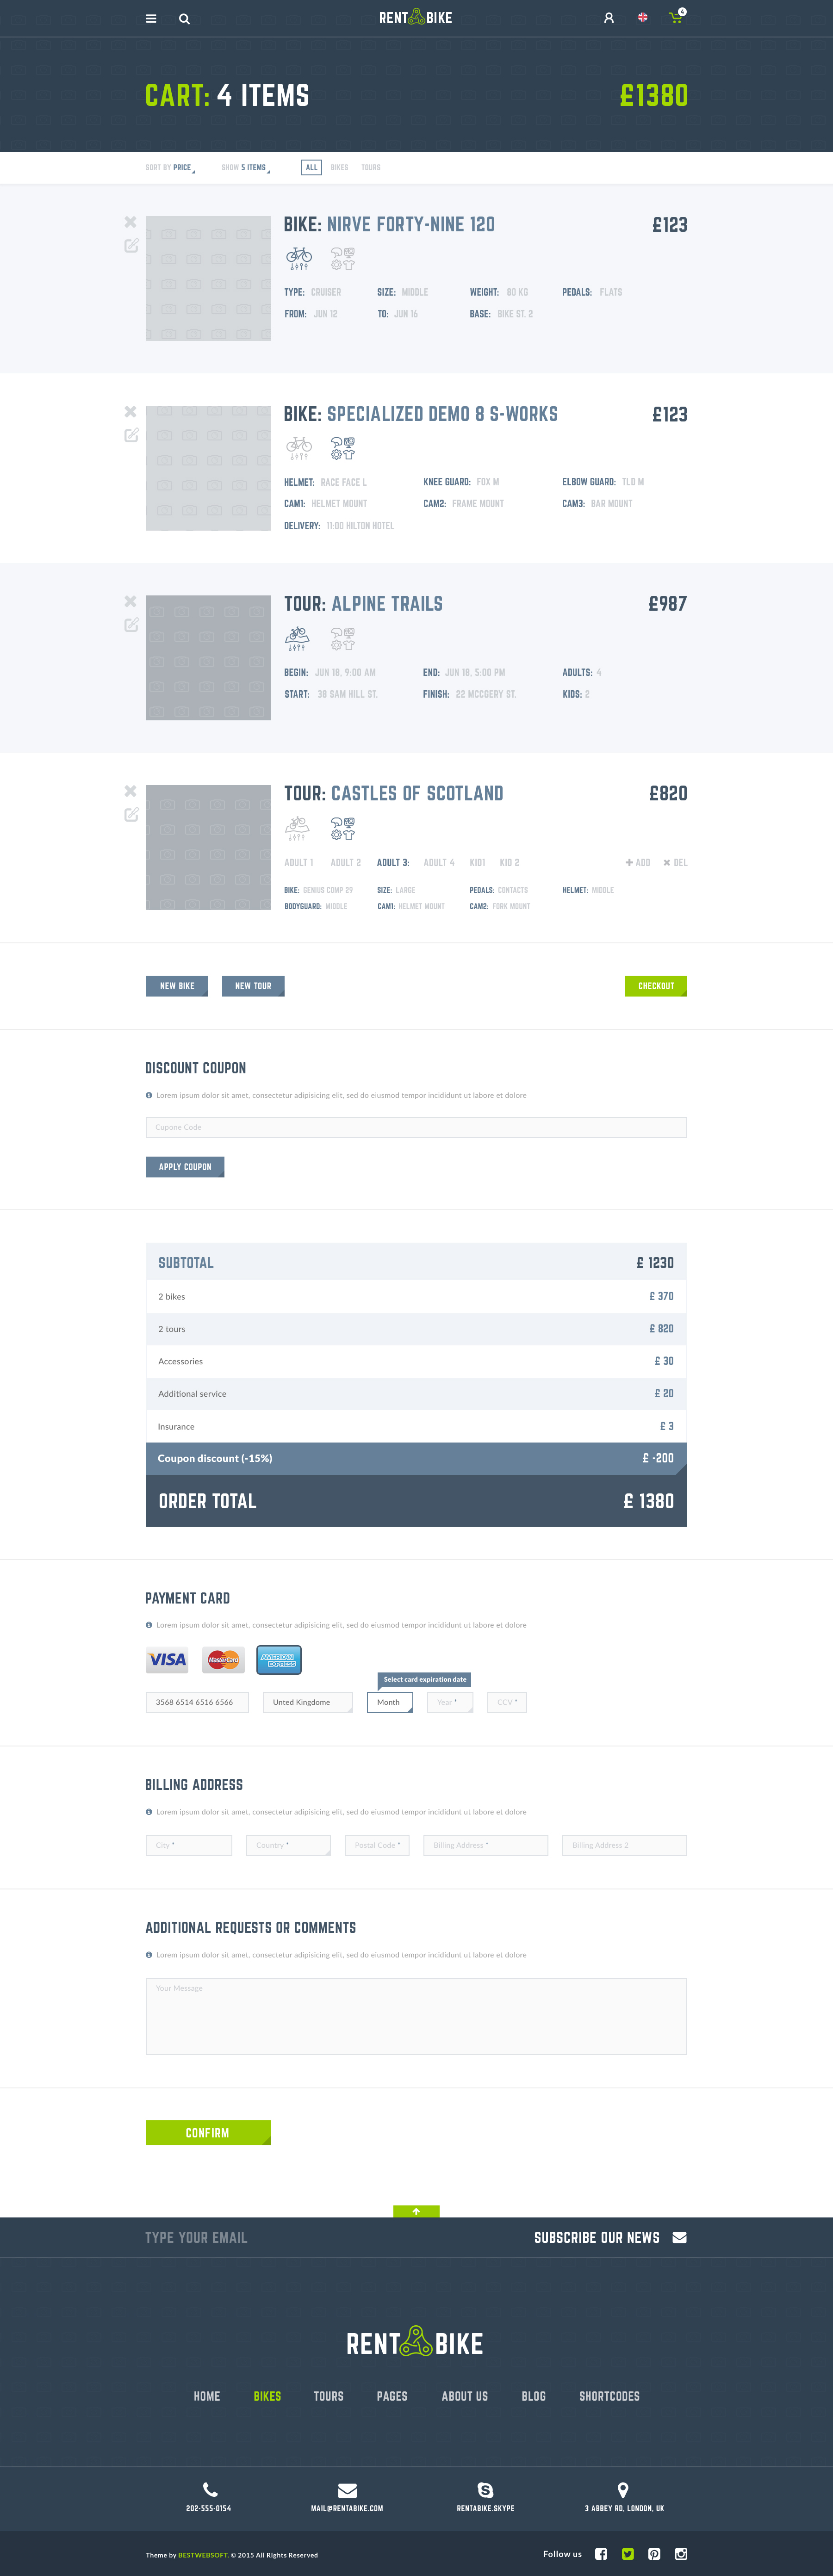 RENT BIKE
4
CART: 4 ITEMS £1380
SORT BY PRICE SHOW 5 ITEMS ALL BIKES TOURS
BIKE: NIRVE FORTY-NINE 120 £123
TYPE: CRUISER SIZE: MIDDLE WEIGHT: 80 KG PEDALS: FLATS
FROM: JUN 12 TO: JUN 16 BASE: BIKE ST. 2
BIKE: SPECIALIZED DEMO 8 S-WORKS £123
HELMET: RACE FACE L KNEE GUARD: FOX M ELBOW GUARD: TLD M
CAM1: HELMET MOUNT CAM2: FRAME MOUNT CAM3: BAR MOUNT
DELIVERY: 11:00 HILTON HOTEL
TOUR: ALPINE TRAILS £987
BEGIN: JUN 18, 9:00 AM END: JUN 18, 5:00 PM ADULTS: 4
START: 38 SAM HILL ST. FINISH: 22 MCCGERY ST. KIDS: 2
TOUR: CASTLES OF SCOTLAND £820
ADULT 1 ADULT 2 ADULT 3: ADULT 4 KID1 KID 2 ADD DEL
BIKE: GENIUS COMP 29 SIZE: LARGE PEDALS: CONTACTS HELMET: MIDDLE
BODYGUARD: MIDDLE CAM1: HELMET MOUNT CAM2: FORK MOUNT
NEW BIKE NEW TOUR CHECKOUT
DISCOUNT COUPON
Lorem ipsum dolor sit amet, consectetur adipisicing elit, sed do eiusmod tempor incididunt ut labore et dolore
Cupone Code
APPLY COUPON
SUBTOTAL £ 1230
2 bikes £ 370
2 tours £ 820
Accessories £ 30
Additional service £ 20
Insurance £ 3
Coupon discount (-15%) £ -200
ORDER TOTAL £ 1380
PAYMENT CARD
Lorem ipsum dolor sit amet, consectetur adipisicing elit, sed do eiusmod tempor incididunt ut labore et dolore
VISA MasterCard AMERICAN EXPRESS
Select card expiration date
3568 6514 6516 6566 Unted Kingdome Month Year * CCV *
BILLING ADDRESS
Lorem ipsum dolor sit amet, consectetur adipisicing elit, sed do eiusmod tempor incididunt ut labore et dolore
City * Country * Postal Code * Billing Address * Billing Address 2
ADDITIONAL REQUESTS OR COMMENTS
Lorem ipsum dolor sit amet, consectetur adipisicing elit, sed do eiusmod tempor incididunt ut labore et dolore
Your Message
CONFIRM
TYPE YOUR EMAIL SUBSCRIBE OUR NEWS
RENT BIKE
HOME BIKES TOURS PAGES ABOUT US BLOG SHORTCODES
202-555-0154 MAIL@RENTABIKE.COM RENTABIKE.SKYPE 3 ABBEY RD, LONDON, UK
Theme by BESTWEBSOFT. © 2015 All Rights Reserved Follow us